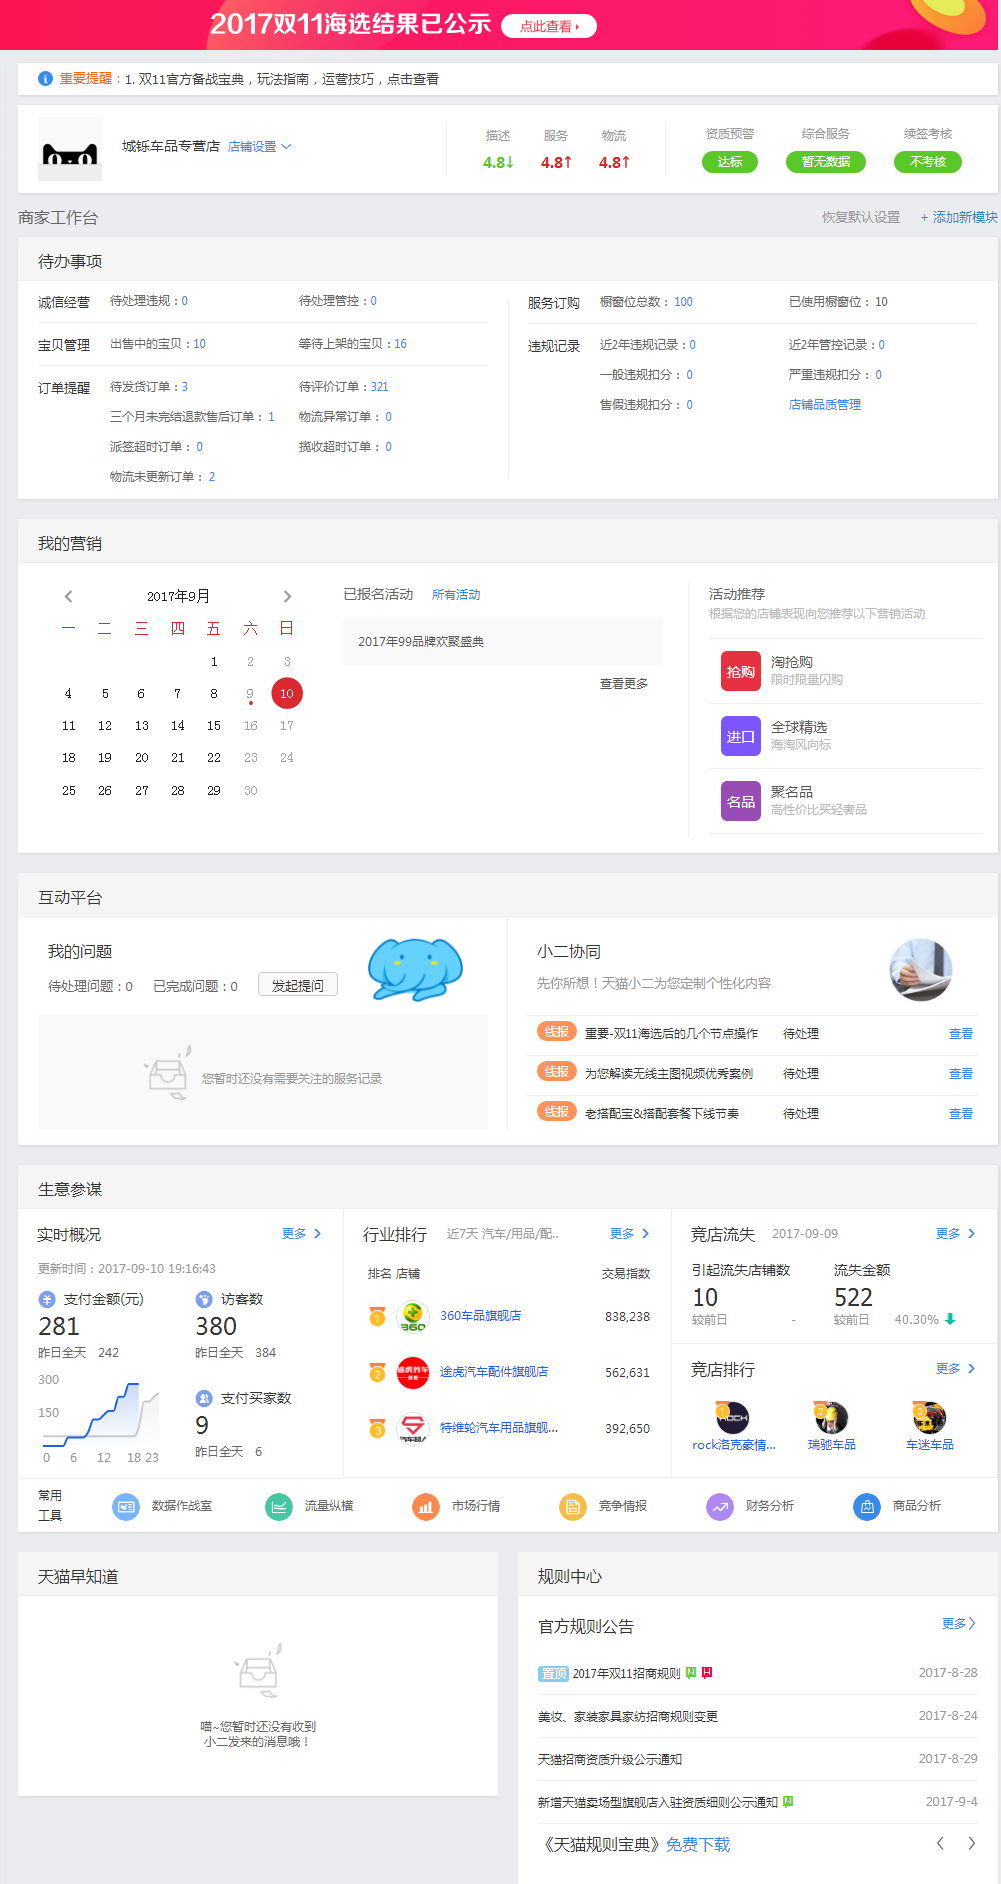 2017双11海选结果已公示 点此查看
重要提醒：1. 双11官方备战宝典，玩法指南，运营技巧，点击查看
城铄车品专营店 店铺设置
描述 服务 物流
4.8↓ 4.8↑ 4.8↑
资质预警 综合服务 续签考核
达标 暂无数据 不考核
商家工作台 恢复默认设置 + 添加新模块
待办事项
诚信经营 待处理违规：0 待处理管控：0
宝贝管理 出售中的宝贝：10 等待上架的宝贝：16
订单提醒 待发货订单：3 待评价订单：321
三个月未完结退款售后订单：1 物流异常订单：0
派签超时订单：0 揽收超时订单：0
物流未更新订单：2
服务订购 橱窗位总数：100 已使用橱窗位：10
违规记录 近2年违规记录：0 近2年管控记录：0
一般违规扣分：0 严重违规扣分：0
售假违规扣分：0 店铺品质管理
我的营销
2017年9月
一 二 三 四 五 六 日
1 2 3
4 5 6 7 8 9 10
11 12 13 14 15 16 17
18 19 20 21 22 23 24
25 26 27 28 29 30
已报名活动 所有活动
2017年99品牌欢聚盛典
查看更多
活动推荐
根据您的店铺表现向您推荐以下营销活动
抢购 淘抢购
限时限量闪购
进口 全球精选
海淘风向标
名品 聚名品
高性价比买轻奢品
互动平台
我的问题
待处理问题：0 已完成问题：0 发起提问
您暂时还没有需要关注的服务记录
小二协同
先你所想！天猫小二为您定制个性化内容
线报 重要-双11海选后的几个节点操作 待处理 查看
线报 为您解读无线主图视频优秀案例 待处理 查看
线报 老搭配宝&搭配套餐下线节奏 待处理 查看
生意参谋
实时概况 更多
更新时间：2017-09-10 19:16:43
支付金额(元) 访客数
281 380
昨日全天 242 昨日全天 384
300
150
0 6 12 18 23
支付买家数
9
昨日全天 6
行业排行 近7天 汽车/用品/配.. 更多
排名 店铺 交易指数
1 360 360车品旗舰店 838,238
2 途虎汽车配件旗舰店 562,631
3 特维轮汽车用品旗舰... 392,650
竞店流失 2017-09-09 更多
引起流失店铺数 流失金额
10 522
较前日 - 较前日 40.30%
竞店排行 更多
1 2 3
rock洛克豪情... 瑞驰车品 车迷车品
常用
工具
数据作战室 流量纵横 市场行情 竞争情报 财务分析 商品分析
天猫早知道
喵~您暂时还没有收到
小二发来的消息哦！
规则中心
官方规则公告 更多
置顶 2017年双11招商规则 N H 2017-8-28
美妆、家装家具家纺招商规则变更 2017-8-24
天猫招商资质升级公示通知 2017-8-29
新增天猫卖场型旗舰店入驻资质细则公示通知 N 2017-9-4
《天猫规则宝典》免费下载